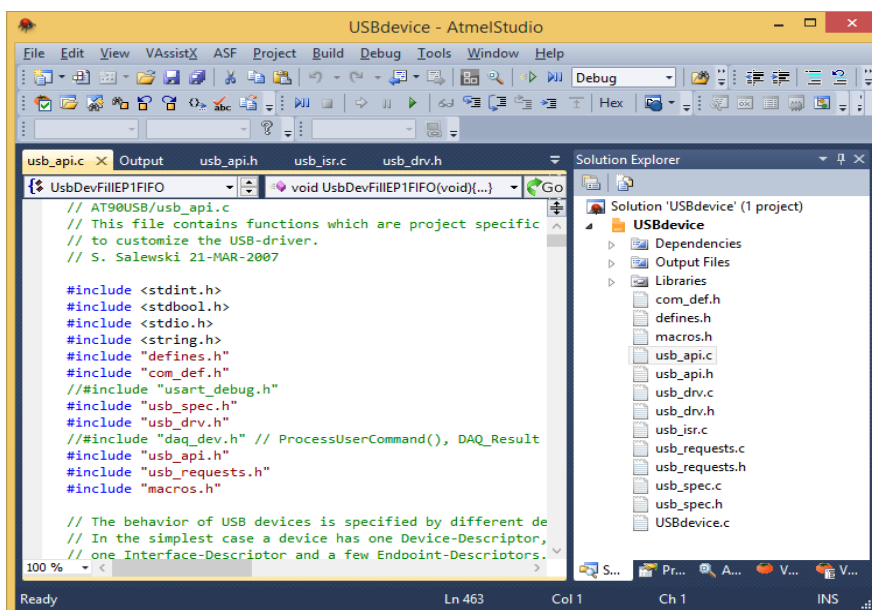 USBdevice - AtmelStudio
File Edit View VAssistX ASF Project Build Debug Tools Window Help
Debug
Hex
usb_api.c Output usb_api.h usb_isr.c usb_drv.h
UsbDevFillEP1FIFO void UsbDevFillEP1FIFO(void){...} Go
// AT90USB/usb_api.c
// This file contains functions which are project specific
// to customize the USB-driver.
// S. Salewski 21-MAR-2007
#include <stdint.h>
#include <stdbool.h>
#include <stdio.h>
#include <string.h>
#include "defines.h"
#include "com_def.h"
//#include "usart_debug.h"
#include "usb_spec.h"
#include "usb_drv.h"
//#include "daq_dev.h" // ProcessUserCommand(), DAQ_Result
#include "usb_api.h"
#include "usb_requests.h"
#include "macros.h"
// The behavior of USB devices is specified by different de
// In the simplest case a device has one Device-Descriptor,
// one Interface-Descriptor and a few Endpoint-Descriptors.
100 %
Solution Explorer
Solution 'USBdevice' (1 project)
USBdevice
Dependencies
Output Files
Libraries
com_def.h
defines.h
macros.h
usb_api.c
usb_api.h
usb_drv.c
usb_drv.h
usb_isr.c
usb_requests.c
usb_requests.h
usb_spec.c
usb_spec.h
USBdevice.c
S... Pr... A... V... V...
Ready Ln 463 Col 1 Ch 1 INS